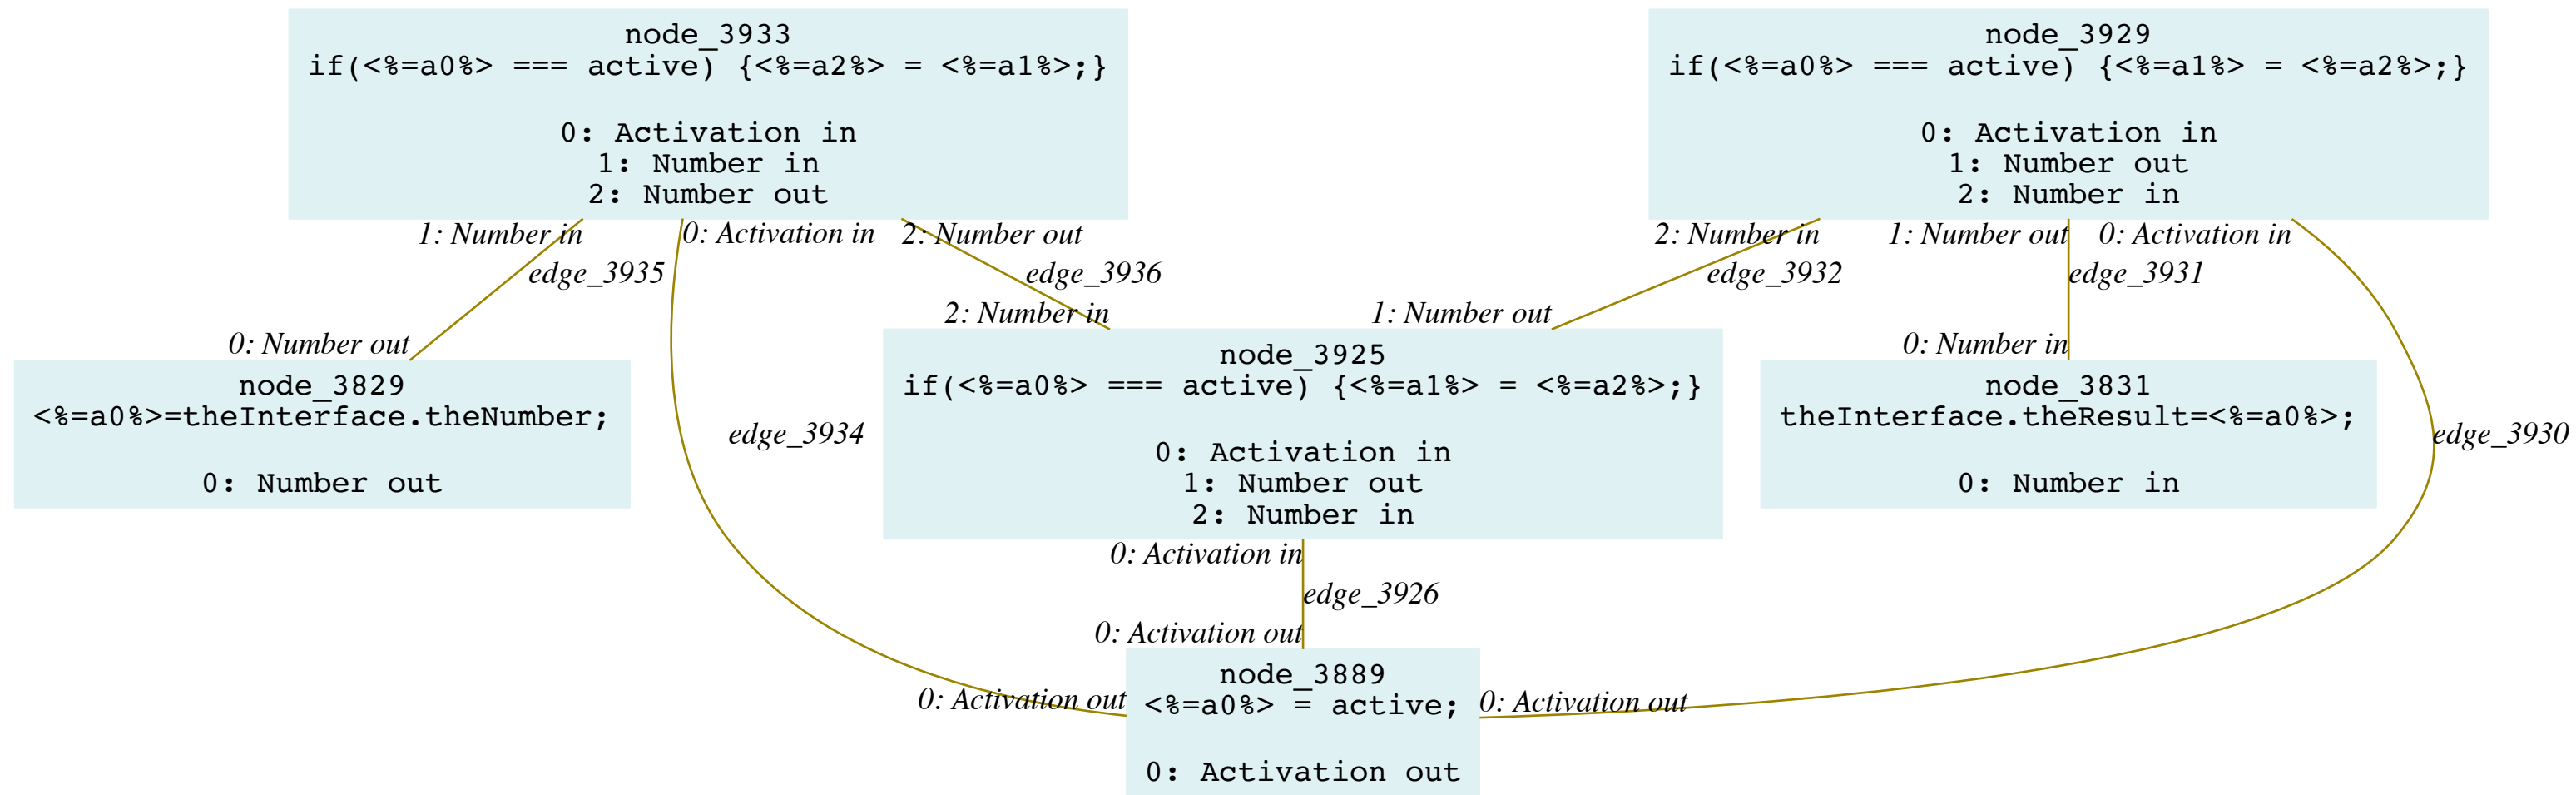 node_3933
if(<%=a0%> === active) {<%=a2%> = <%=a1%>;}
0: Activation in
1: Number in
2: Number out
node_3929
if(<%=a0%> === active) {<%=a1%> = <%=a2%>;}
0: Activation in
1: Number out
2: Number in
1: Number in
0: Activation in
2: Number out
2: Number in
1: Number out
0: Activation in
edge_3935
edge_3936
edge_3932
edge_3931
2: Number in
1: Number out
0: Number out
0: Number in
node_3829
<%=a0%>=theInterface.theNumber;
0: Number out
edge_3934
node_3925
if(<%=a0%> === active) {<%=a1%> = <%=a2%>;}
0: Activation in
1: Number out
2: Number in
node_3831
theInterface.theResult=<%=a0%>;
0: Number in
edge_3930
0: Activation in
edge_3926
0: Activation out
0: Activation out
node_3889
<%=a0%> = active;
0: Activation out
0: Activation out